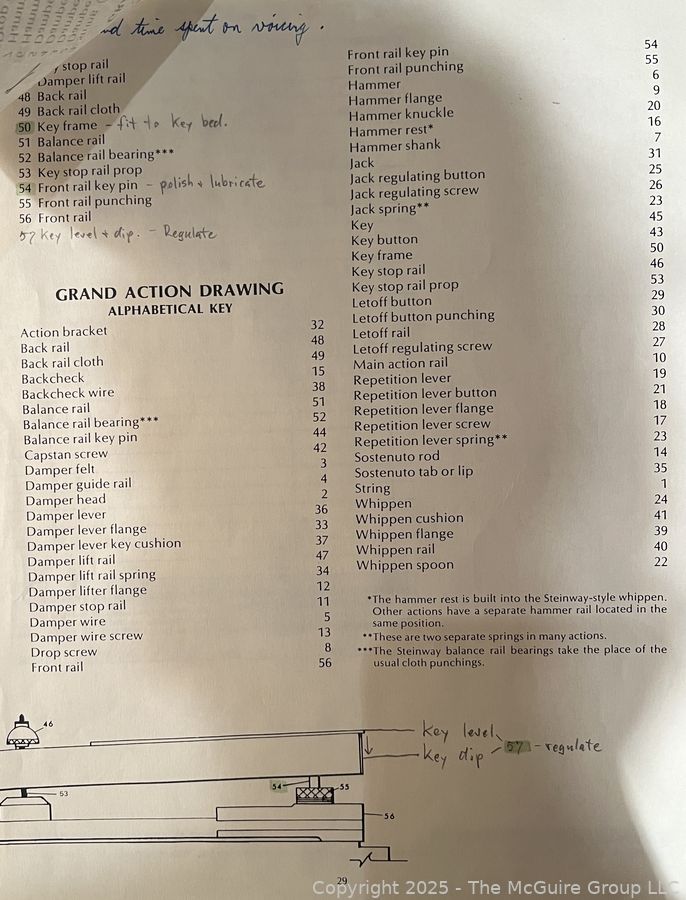 nd time spent on voicing.
stop rail
Damper lift rail
48 Back rail
49 Back rail cloth
50 Key frame - fit to key bed.
51 Balance rail
52 Balance rail bearing***
53 Key stop rail prop
54 Front rail key pin - polish + lubricate
55 Front rail punching
56 Front rail
57 Key level + dip. - Regulate
GRAND ACTION DRAWING
ALPHABETICAL KEY
Action bracket 32
Back rail 48
Back rail cloth 49
Backcheck 15
Backcheck wire 38
Balance rail 51
Balance rail bearing*** 52
Balance rail key pin 44
Capstan screw 42
Damper felt 3
Damper guide rail 4
Damper head 2
Damper lever 36
Damper lever flange 33
Damper lever key cushion 37
Damper lift rail 47
Damper lift rail spring 34
Damper lifter flange 12
Damper stop rail 11
Damper wire 5
Damper wire screw 13
Drop screw 8
Front rail 56
Front rail key pin 54
Front rail punching 55
Hammer 6
Hammer flange 9
Hammer knuckle 20
Hammer rest* 16
Hammer shank 7
Jack 31
Jack regulating button 25
Jack regulating screw 26
Jack spring** 23
Key 45
Key button 43
Key frame 50
Key stop rail 46
Key stop rail prop 53
Letoff button 29
Letoff button punching 30
Letoff rail 28
Letoff regulating screw 27
Main action rail 10
Repetition lever 19
Repetition lever button 21
Repetition lever flange 18
Repetition lever screw 17
Repetition lever spring** 23
Sostenuto rod 14
Sostenuto tab or lip 35
String 1
Whippen 24
Whippen cushion 41
Whippen flange 39
Whippen rail 40
Whippen spoon 22
*The hammer rest is built into the Steinway-style whippen.
Other actions have a separate hammer rail located in the
same position.
**These are two separate springs in many actions.
***The Steinway balance rail bearings take the place of the
usual cloth punchings.
46
Key level
Key dip 57 - regulate
53
54
55
56
29
Copyright 2025 - The McGuire Group LLC